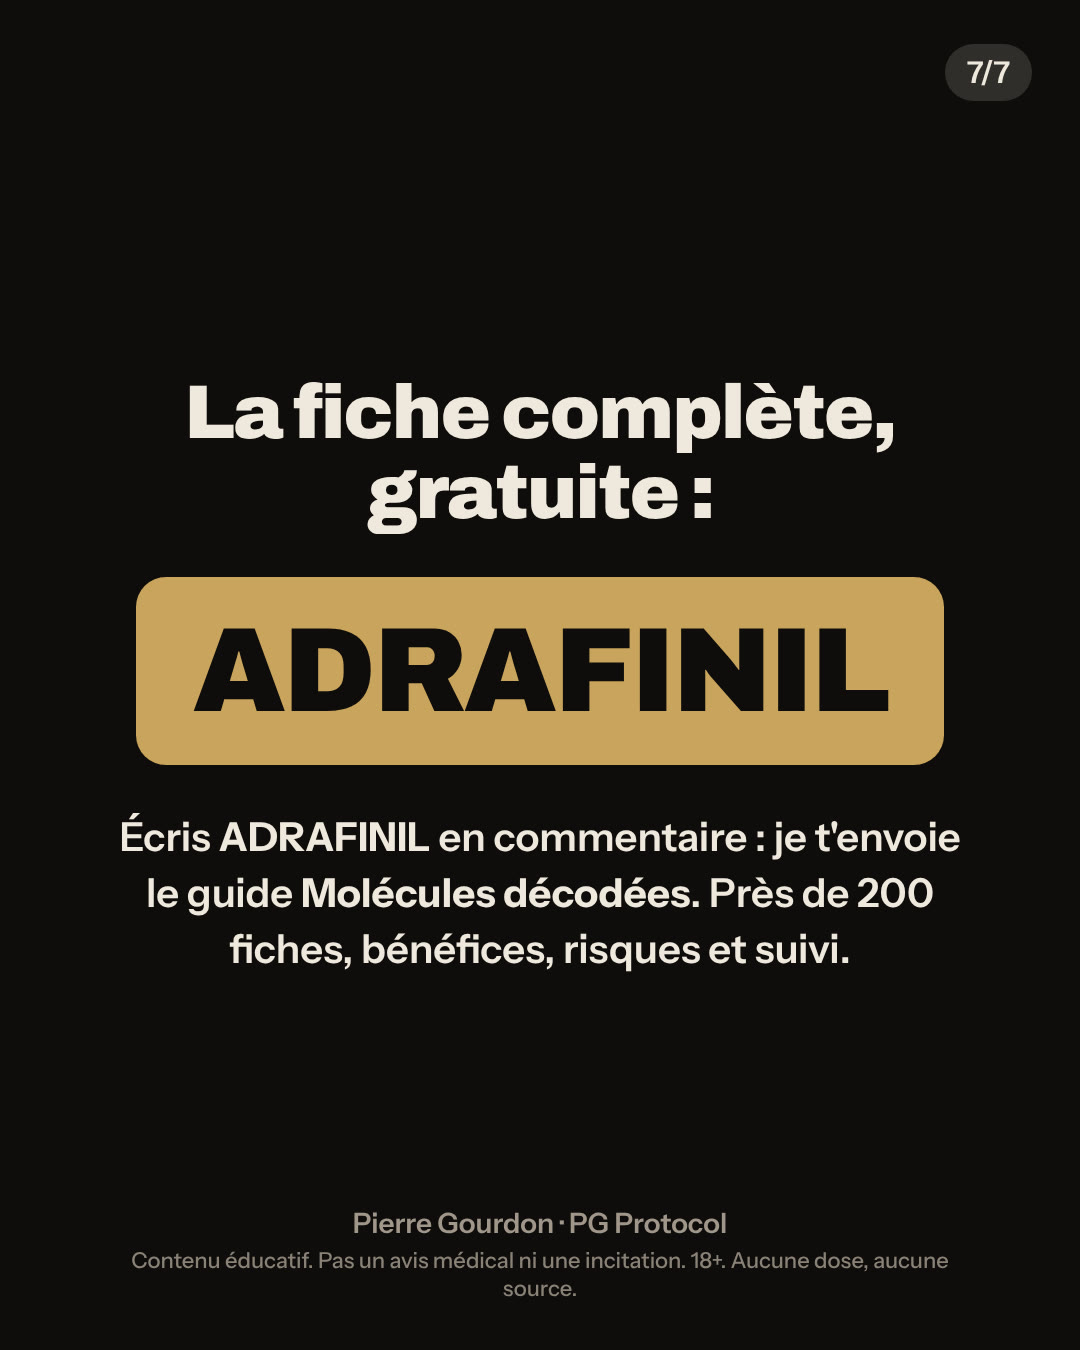 7/7
La fiche complète,
gratuite :
ADRAFINIL
Écris ADRAFINIL en commentaire : je t'envoie
le guide Molécules décodées. Près de 200
fiches, bénéfices, risques et suivi.
Pierre Gourdon · PG Protocol
Contenu éducatif. Pas un avis médical ni une incitation. 18+. Aucune dose, aucune
source.